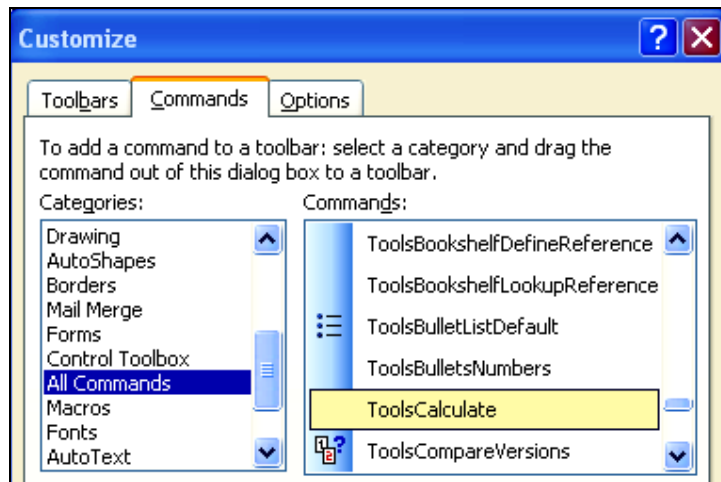 Customize
Toolbars Commands Options
To add a command to a toolbar: select a category and drag the
command out of this dialog box to a toolbar.
Categories:
Drawing
AutoShapes
Borders
Mail Merge
Forms
Control Toolbox
All Commands
Macros
Fonts
AutoText
Commands:
ToolsBookshelfDefineReference
ToolsBookshelfLookupReference
ToolsBulletListDefault
ToolsBulletsNumbers
ToolsCalculate
ToolsCompareVersions